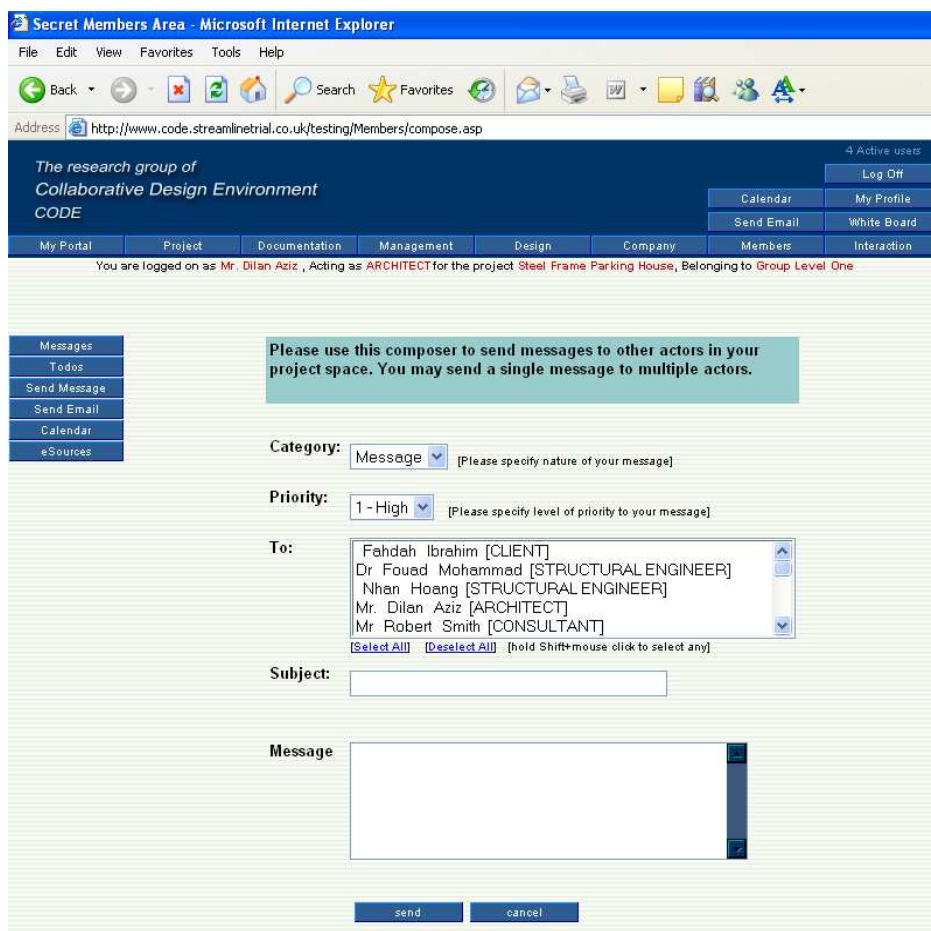 Secret Members Area - Microsoft Internet Explorer
File Edit View Favorites Tools Help
Back Search Favorites
Address http://www.code.streamlinetrial.co.uk/testing/Members/compose.asp
4 Active users
The research group of
Collaborative Design Environment
CODE
Log Off
Calendar My Profile
Send Email White Board
My Portal Project Documentation Management Design Company Members Interaction
You are logged on as Mr. Dilan Aziz , Acting as ARCHITECT for the project Steel Frame Parking House, Belonging to Group Level One
Messages
Todos
Send Message
Send Email
Calendar
eSources
Please use this composer to send messages to other actors in your
project space. You may send a single message to multiple actors.
Category: Message [Please specify nature of your message]
Priority: 1 - High [Please specify level of priority to your message]
To: Fahdah Ibrahim [CLIENT]
Dr Fouad Mohammad [STRUCTURAL ENGINEER]
Nhan Hoang [STRUCTURAL ENGINEER]
Mr. Dilan Aziz [ARCHITECT]
Mr Robert Smith [CONSULTANT]
[Select All] [Deselect All] [hold Shift+mouse click to select any]
Subject:
Message
send cancel